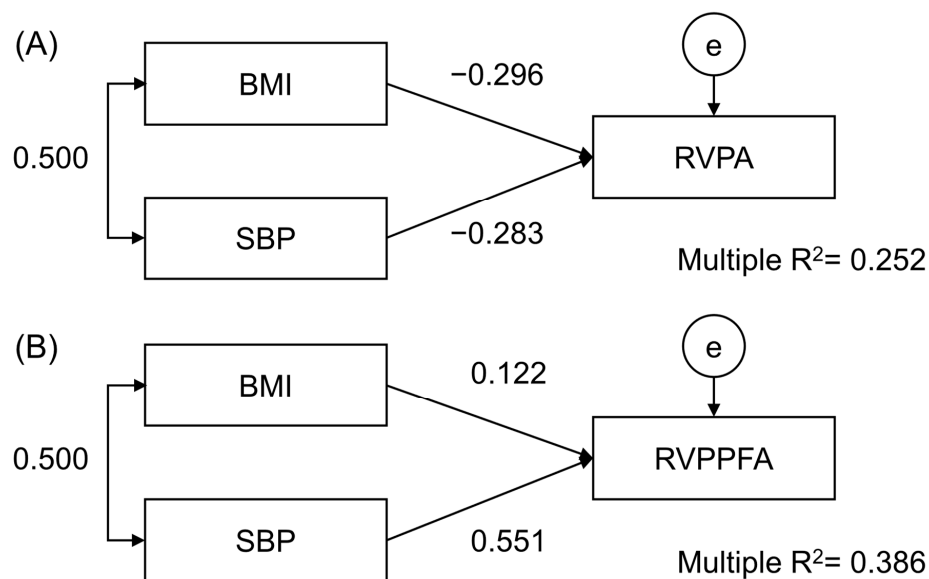 (A)
BMI
−0.296
e
0.500
RVPA
SBP
−0.283
Multiple R²= 0.252
(B)
BMI
0.122
e
0.500
RVPPFA
SBP
0.551
Multiple R²= 0.386